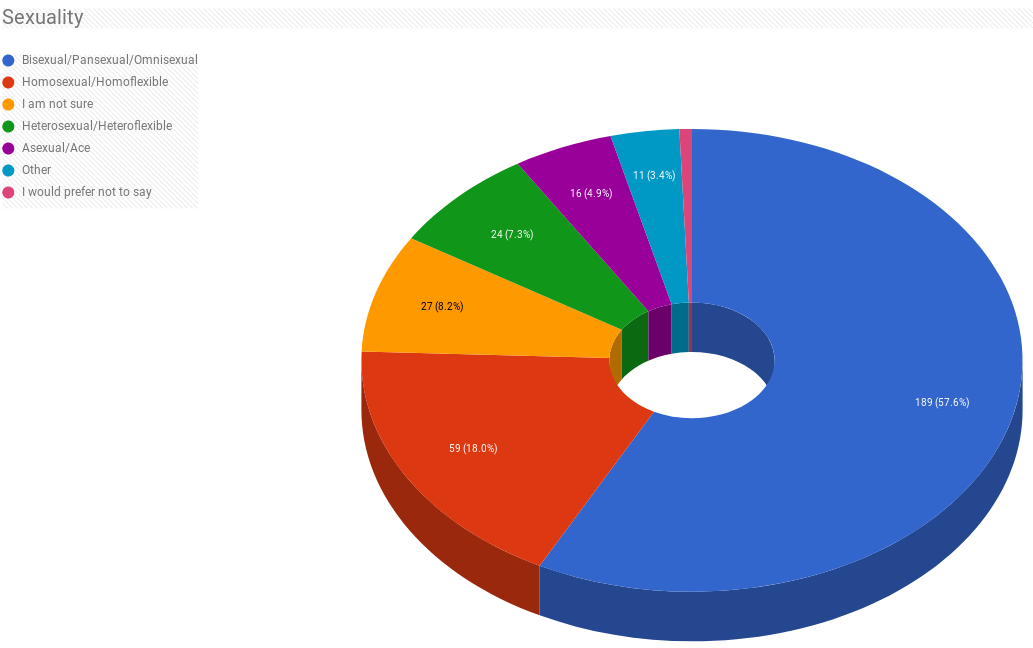 Sexuality
Bisexual/Pansexual/Omnisexual
Homosexual/Homoflexible
I am not sure
Heterosexual/Heteroflexible
Asexual/Ace
Other
I would prefer not to say
11 (3.4%)
16 (4.9%)
24 (7.3%)
27 (8.2%)
189 (57.6%)
59 (18.0%)